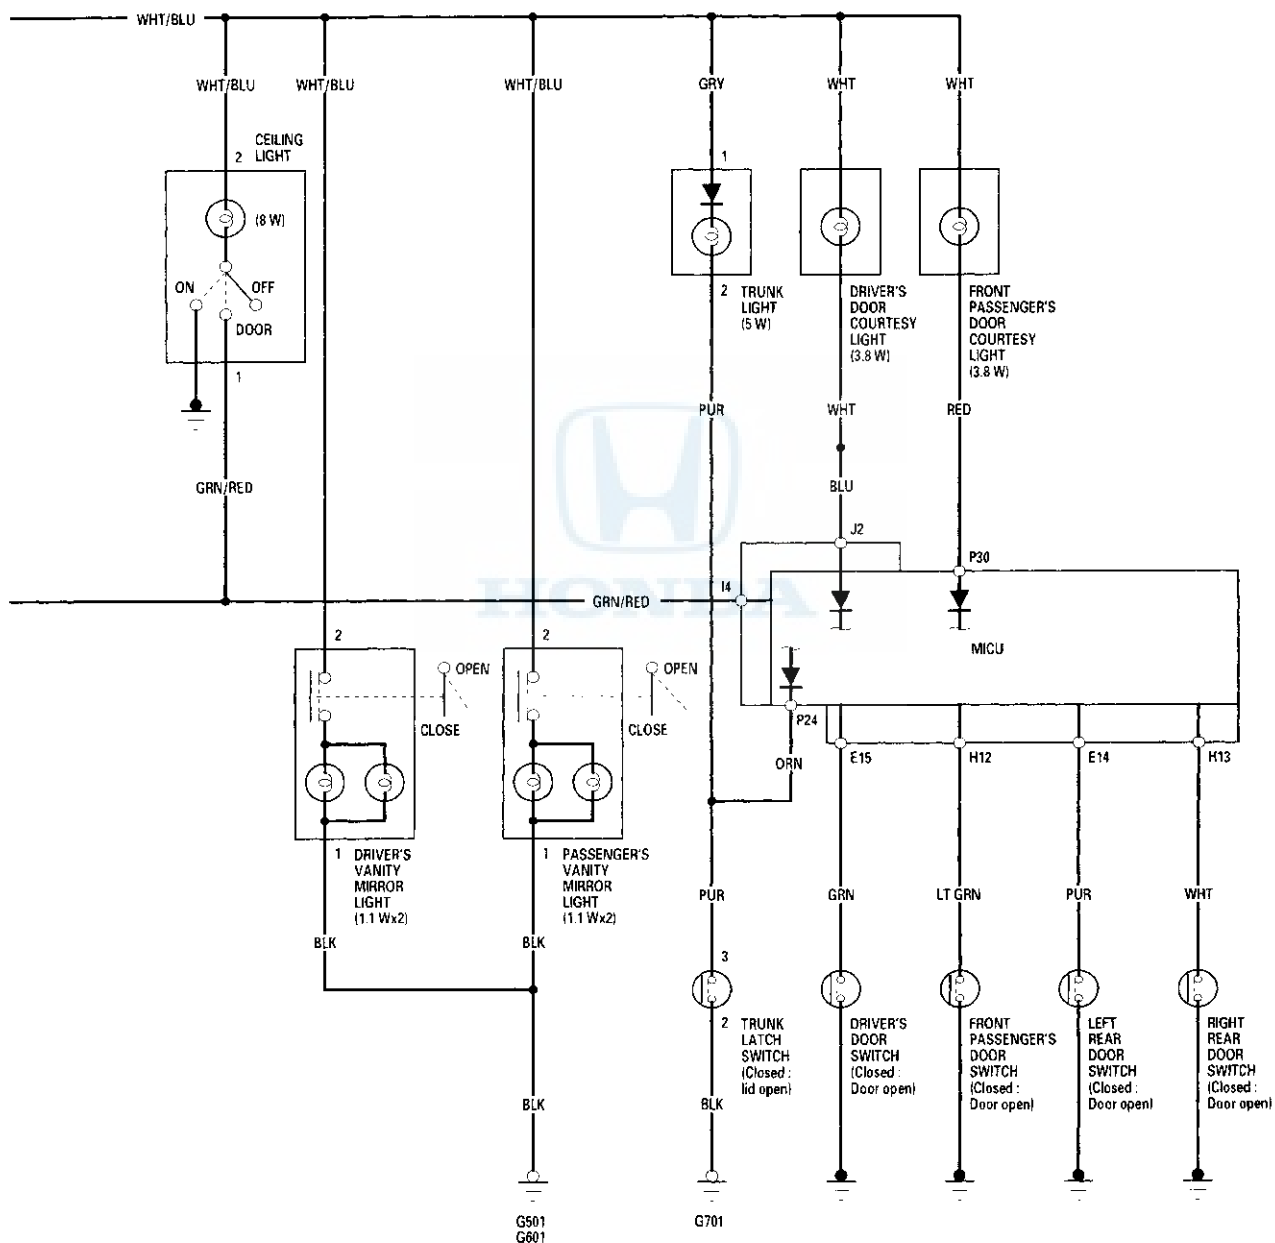 WHT/BLU
WHT/BLU
WHT/BLU
WHT/BLU
GRY
WHT
WHT
CEILING
LIGHT
2
(8 W)
ON
OFF
DOOR
1
1
2
TRUNK
LIGHT
(5 W)
DRIVER'S
DOOR
COURTESY
LIGHT
(3.8 W)
FRONT
PASSENGER'S
DOOR
COURTESY
LIGHT
(3.8 W)
PUR
WHT
RED
GRN/RED
BLU
J2
P30
HONDA
I4
GRN/RED
MICU
2
OPEN
CLOSE
2
OPEN
CLOSE
P24
ORN
E15
H12
E14
H13
1
DRIVER'S
VANITY
MIRROR
LIGHT
(1.1 Wx2)
1
PASSENGER'S
VANITY
MIRROR
LIGHT
(1.1 Wx2)
PUR
GRN
LT GRN
PUR
WHT
BLK
BLK
3
2
TRUNK
LATCH
SWITCH
(Closed :
lid open)
DRIVER'S
DOOR
SWITCH
(Closed :
Door open)
FRONT
PASSENGER'S
DOOR
SWITCH
(Closed :
Door open)
LEFT
REAR
DOOR
SWITCH
(Closed :
Door open)
RIGHT
REAR
DOOR
SWITCH
(Closed :
Door open)
BLK
BLK
G501
G601
G701